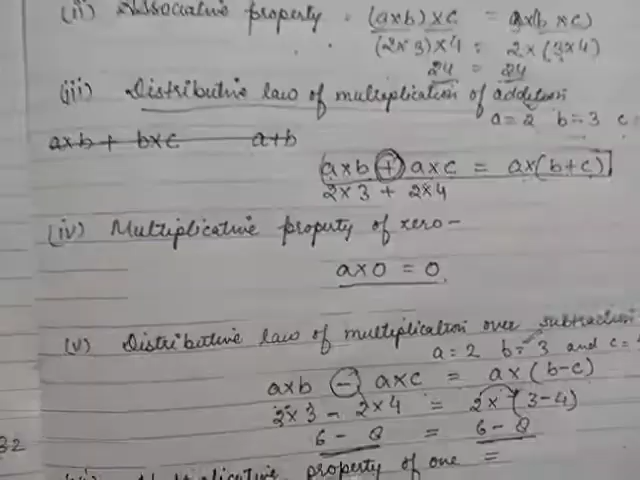 (ii) Associative property . (a×b)×c = a×(b×c)
(2×3)×4 = 2×(3×4)
24 = 24
(iii) Distributive law of multiplication of addition
a=2 b=3 c
a×b + b×c a+b
a×b + a×c = a×(b+c)
2×3 + 2×4
(iv) Multiplicative property of xero-
a×0 = 0
(v) Distributive law of multiplication over subtraction
a=2 b=3 and c=4
a×b - a×c = a×(b-c)
2×3 - 2×4 = 2×(3-4)
6 - 8 = 6 - 8
32
property of one =